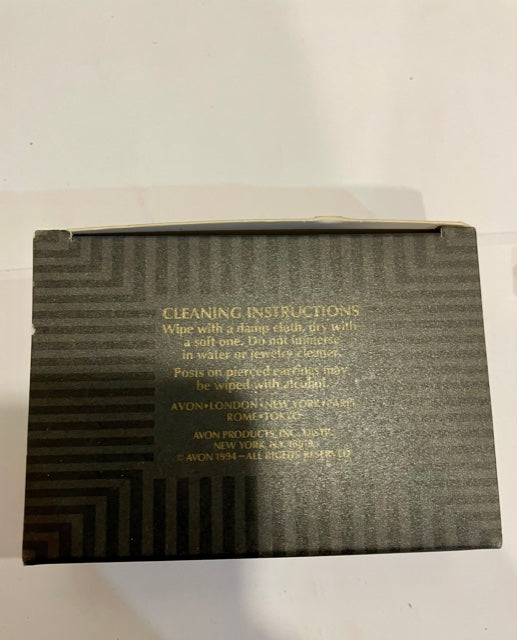 CLEANING INSTRUCTIONS
Wipe with a damp cloth, dry with
a soft one. Do not immerse
in water or jewelry cleaner.
Posts on pierced earrings may
be wiped with alcohol.
AVON•LONDON•NEW YORK•PARIS
ROME•TOKYO
AVON PRODUCTS, INC. DISTR.
NEW YORK, N.Y.
© AVON 1994—ALL RIGHTS RESERVED